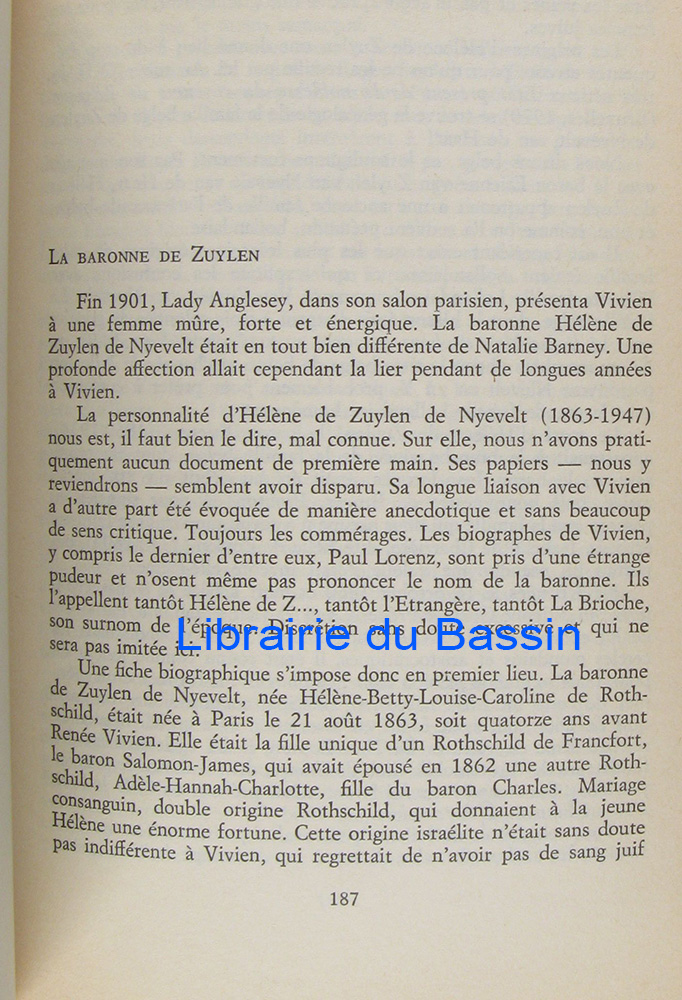 LA BARONNE DE ZUYLEN
Fin 1901, Lady Anglesey, dans son salon parisien, présenta Vivien
à une femme mûre, forte et énergique. La baronne Hélène de
Zuylen de Nyevelt était en tout bien différente de Natalie Barney. Une
profonde affection allait cependant la lier pendant de longues années
à Vivien.
La personnalité d'Hélène de Zuylen de Nyevelt (1863-1947)
nous est, il faut bien le dire, mal connue. Sur elle, nous n'avons prati-
quement aucun document de première main. Ses papiers — nous y
reviendrons — semblent avoir disparu. Sa longue liaison avec Vivien
a d'autre part été évoquée de manière anecdotique et sans beaucoup
de sens critique. Toujours les commérages. Les biographes de Vivien,
y compris le dernier d'entre eux, Paul Lorenz, sont pris d'une étrange
pudeur et n'osent même pas prononcer le nom de la baronne. Ils
l'appellent tantôt Hélène de Z..., tantôt l'Etrangère, tantôt La Brioche,
son surnom de l'époque. Discrétion sans doute excessive et qui ne
sera pas imitée ici.
Librairie du Bassin
Une fiche biographique s'impose donc en premier lieu. La baronne
de Zuylen de Nyevelt, née Hélène-Betty-Louise-Caroline de Roth-
schild, était née à Paris le 21 août 1863, soit quatorze ans avant
Renée Vivien. Elle était la fille unique d'un Rothschild de Francfort,
le baron Salomon-James, qui avait épousé en 1862 une autre Roth-
schild, Adèle-Hannah-Charlotte, fille du baron Charles. Mariage
consanguin, double origine Rothschild, qui donnaient à la jeune
Hélène une énorme fortune. Cette origine israélite n'était sans doute
pas indifférente à Vivien, qui regrettait de n'avoir pas de sang juif
187